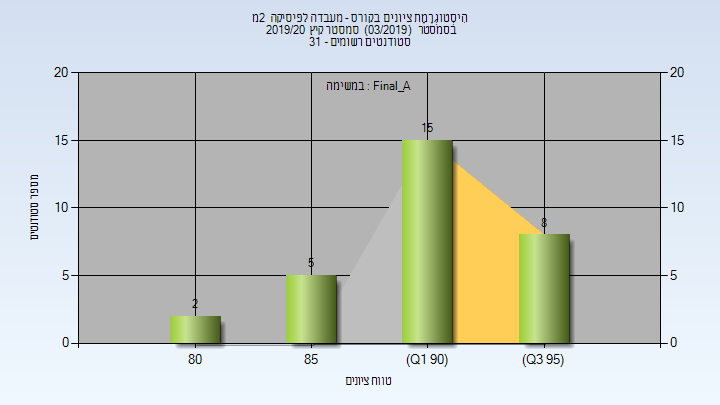 היסטוגרמת ציונים בקורס - מעבדה לפיסיקה 2מ
בסמסטר (03/2019) סמסטר קיץ 2019/20
סטודנטים רשומים - 31
במשימה : Final_A
20
20
15
15
15
10
10
8
5
5
5
2
0
0
80
85
(Q1 90)
(Q3 95)
מספר סטודנטים
טווח ציונים